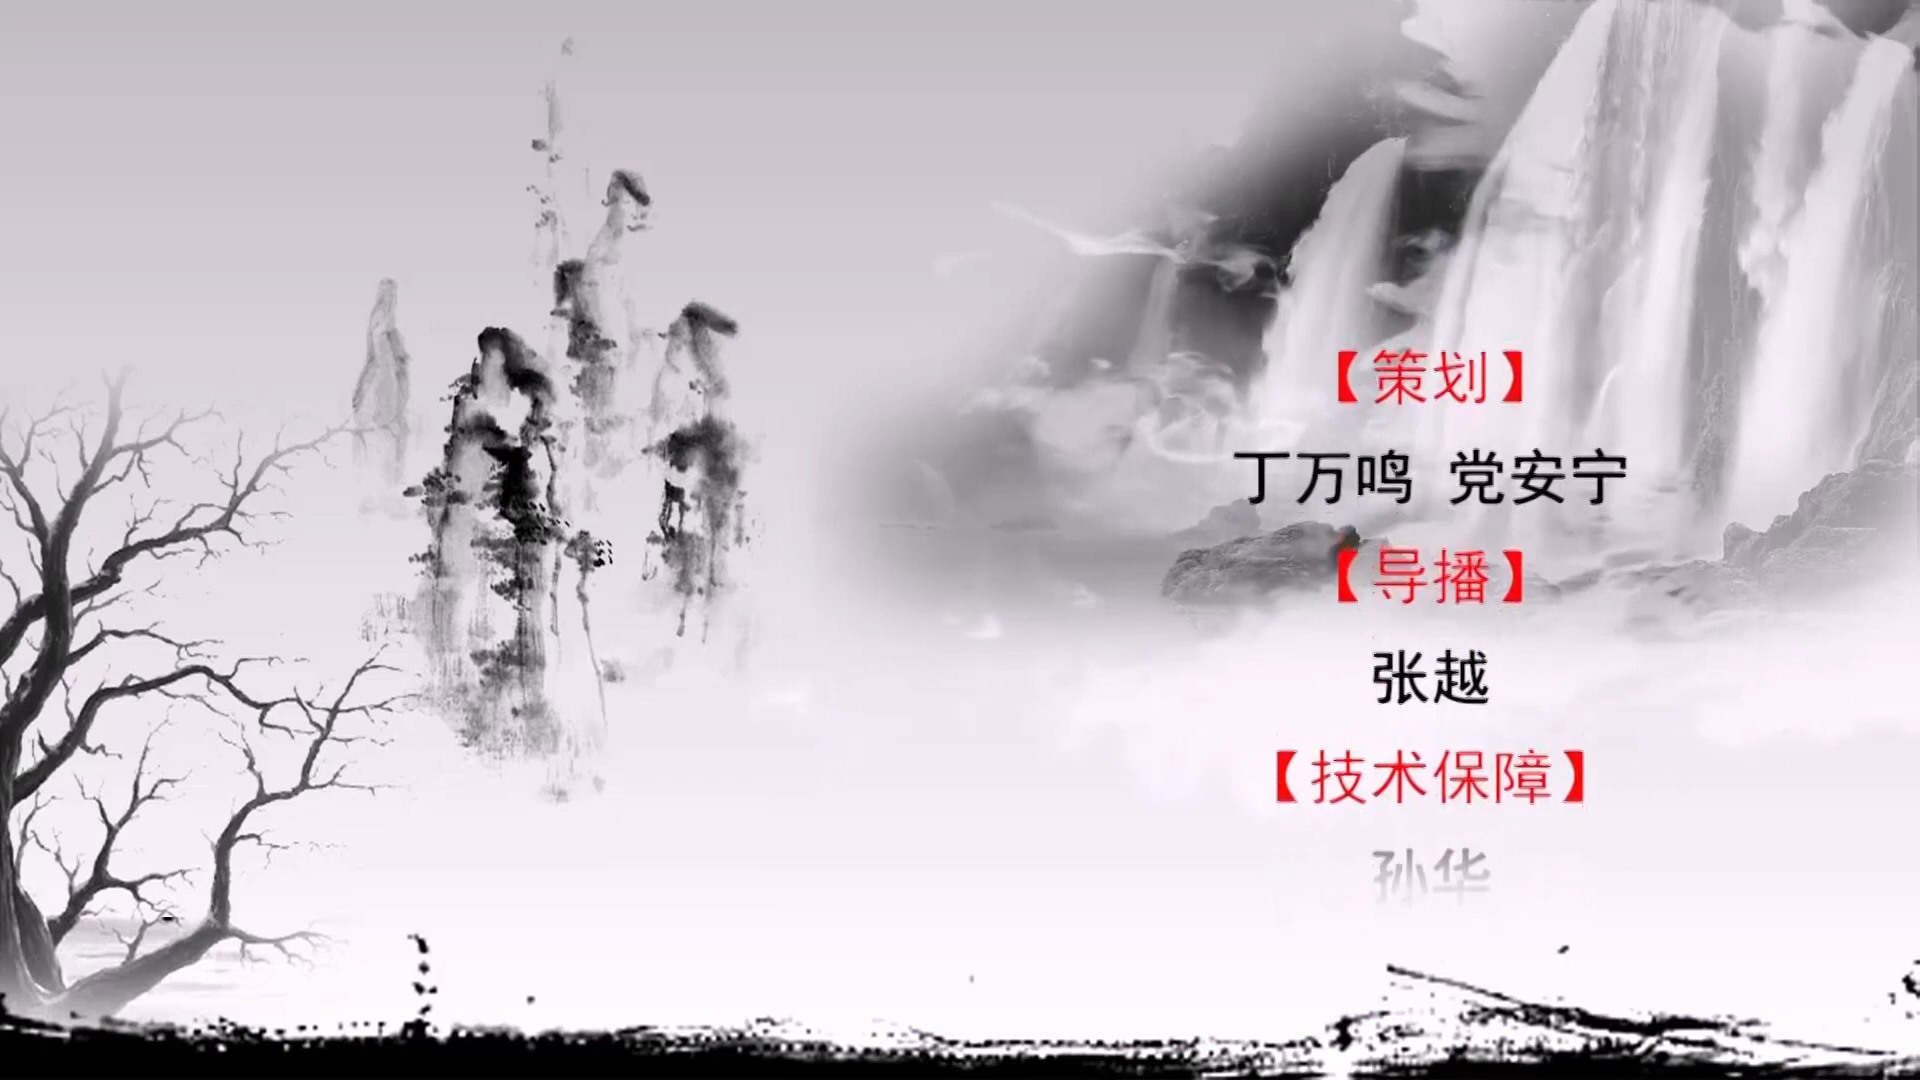 【策划】
丁万鸣 党安宁
【导播】
张越
【技术保障】
孙华